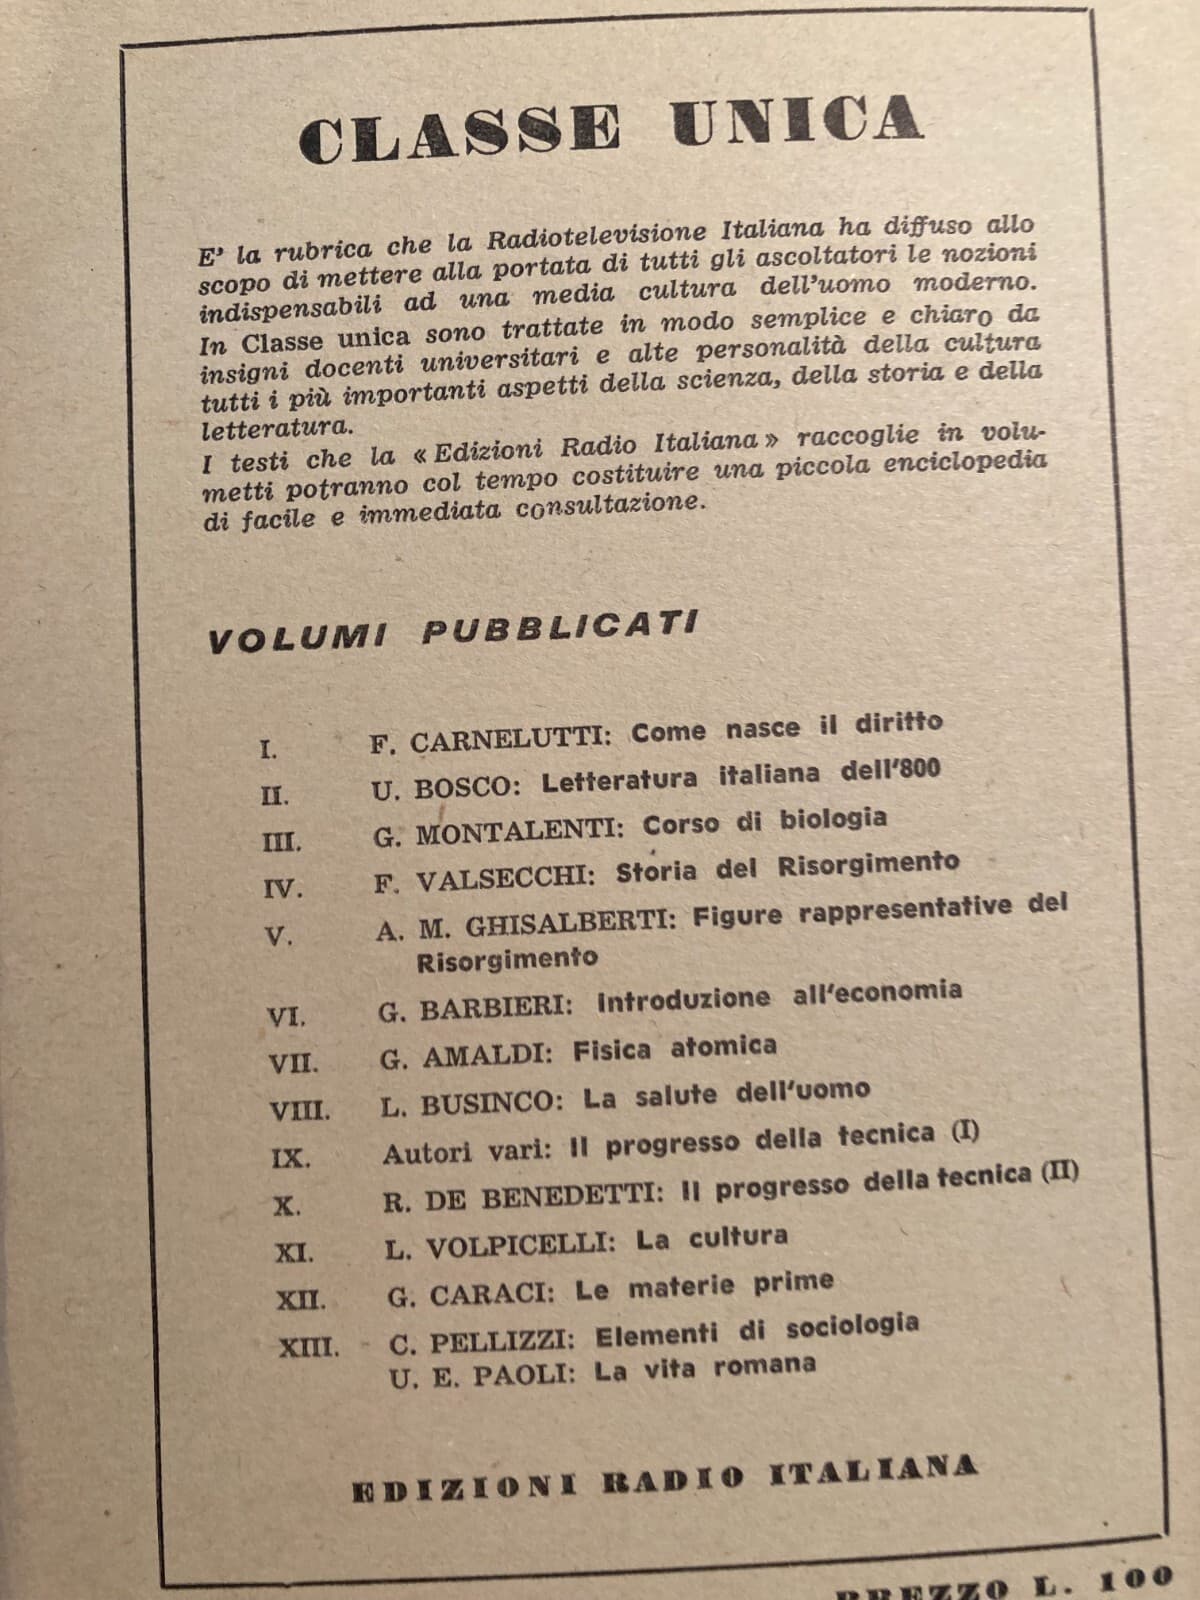 CLASSE UNICA
E' la rubrica che la Radiotelevisione Italiana ha diffuso allo
scopo di mettere alla portata di tutti gli ascoltatori le nozioni
indispensabili ad una media cultura dell'uomo moderno.
In Classe unica sono trattate in modo semplice e chiaro da
insigni docenti universitari e alte personalità della cultura
tutti i più importanti aspetti della scienza, della storia e della
letteratura.
I testi che la « Edizioni Radio Italiana » raccoglie in volu-
metti potranno col tempo costituire una piccola enciclopedia
di facile e immediata consultazione.
VOLUMI PUBBLICATI
I. F. CARNELUTTI: Come nasce il diritto
II. U. BOSCO: Letteratura italiana dell'800
III. G. MONTALENTI: Corso di biologia
IV. F. VALSECCHI: Storia del Risorgimento
V. A. M. GHISALBERTI: Figure rappresentative del
Risorgimento
VI. G. BARBIERI: Introduzione all'economia
VII. G. AMALDI: Fisica atomica
VIII. L. BUSINCO: La salute dell'uomo
IX. Autori vari: Il progresso della tecnica (I)
X. R. DE BENEDETTI: Il progresso della tecnica (II)
XI. L. VOLPICELLI: La cultura
XII. G. CARACI: Le materie prime
XIII. C. PELLIZZI: Elementi di sociologia
U. E. PAOLI: La vita romana
EDIZIONI RADIO ITALIANA
PREZZO L. 100